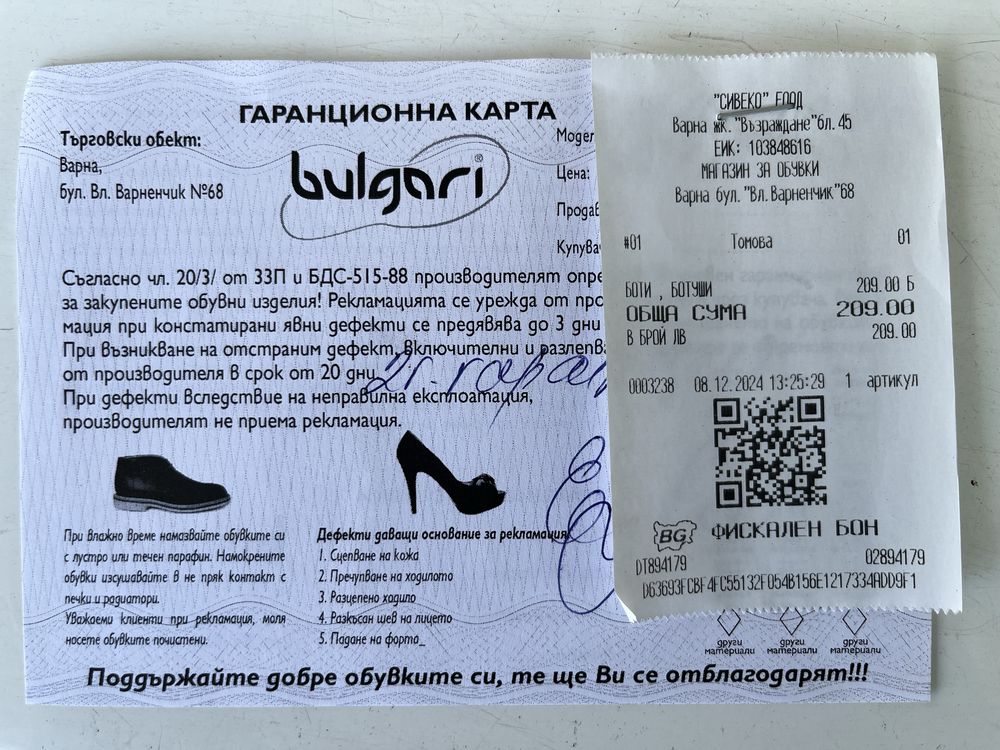 ГАРАНЦИОННА КАРТА
Търговски обект:
Варна,
бул. Вл. Варненчик №68
bulgari®
Модел
Цена:
Съгласно чл. 20/3/ от ЗЗП и БДС-515-88 производителят опре
за закупените обувни изделия! Рекламацията се урежда от про
мация при констатирани явни дефекти се предявява до 3 дни
При възникване на отстраним дефект, включителни и разлепва
от производителя в срок от 20 дни
2г. гаран
При дефекти вследствие на неправилна експлоатация,
производителят не приема рекламация.
При влажно време намазвайте обувките си
с лустро или течен парафин. Намокрените
обувки изсушавайте в не пряк контакт с
печки и радиатори.
Уважаеми клиенти при рекламация, моля
носете обувките почистени.
Дефекти даващи основание за рекламация
1. Сцепване на кожа
2. Пречупване на ходилото
3. Разцепено ходило
4. Разкъсан шев на лицето
5. Падане на форта_
други материали
други материали
други материали
Поддържайте добре обувките си, те ще Ви се отблагодарят!!!
"СИВЕКО" ЕООД
Варна жк."Възраждане"бл.45
ЕИК: 103848616
МАГАЗИН ЗА ОБУВКИ
Варна бул."Вл.Варненчик"68
#01 Томова 01
БОТИ , БОТУШИ 209.00 Б
ОБЩА СУМА 209.00
В БРОЙ ЛВ 209.00
0003238 08.12.2024 13:25:29 1 артикул
BG ФИСКАЛЕН БОН
DT894179 02894179
D63693FCBF4FC55132F054B156E1217334ADD9F1